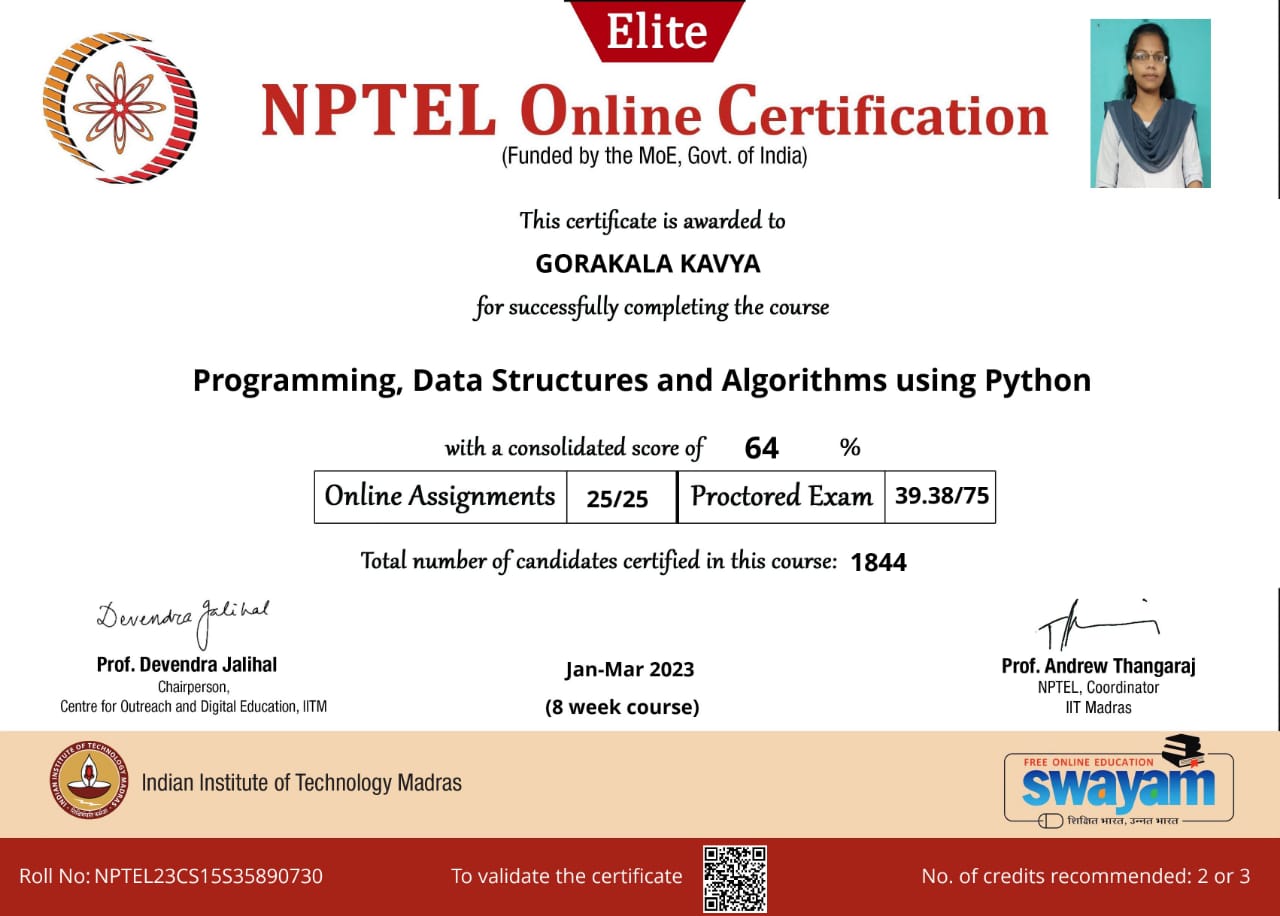 Elite
NPTEL Online Certification
(Funded by the MoE, Govt. of India)
This certificate is awarded to
GORAKALA KAVYA
for successfully completing the course
Programming, Data Structures and Algorithms using Python
with a consolidated score of 64 %
Online Assignments 25/25 Proctored Exam 39.38/75
Total number of candidates certified in this course: 1844
Devendra Jalihal
Prof. Devendra Jalihal
Chairperson,
Centre for Outreach and Digital Education, IITM
Jan-Mar 2023
(8 week course)
Prof. Andrew Thangaraj
NPTEL, Coordinator
IIT Madras
INDIAN INSTITUTE OF TECHNOLOGY MADRAS
Indian Institute of Technology Madras
FREE ONLINE EDUCATION
swayam
शिक्षित भारत, उन्नत भारत
Roll No: NPTEL23CS15S35890730
To validate the certificate
No. of credits recommended: 2 or 3